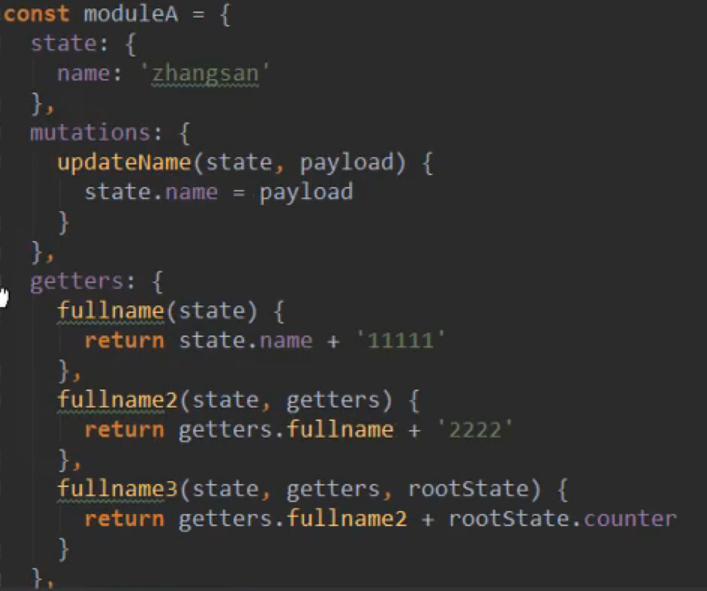 const moduleA = {
  state: {
    name: 'zhangsan'
  },
  mutations: {
    updateName(state, payload) {
      state.name = payload
    }
  },
  getters: {
    fullname(state) {
      return state.name + '11111'
    },
    fullname2(state, getters) {
      return getters.fullname + '2222'
    },
    fullname3(state, getters, rootState) {
      return getters.fullname2 + rootState.counter
    }
  },